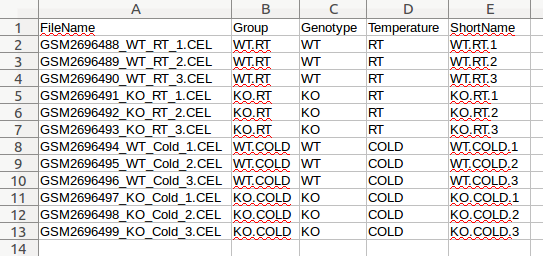 A B C D E
1 FileName Group Genotype Temperature ShortName
2 GSM2696488_WT_RT_1.CEL WT.RT WT RT WT.RT.1
3 GSM2696489_WT_RT_2.CEL WT.RT WT RT WT.RT.2
4 GSM2696490_WT_RT_3.CEL WT.RT WT RT WT.RT.3
5 GSM2696491_KO_RT_1.CEL KO.RT KO RT KO.RT.1
6 GSM2696492_KO_RT_2.CEL KO.RT KO RT KO.RT.2
7 GSM2696493_KO_RT_3.CEL KO.RT KO RT KO.RT.3
8 GSM2696494_WT_Cold_1.CEL WT.COLD WT COLD WT.COLD.1
9 GSM2696495_WT_Cold_2.CEL WT.COLD WT COLD WT.COLD.2
10 GSM2696496_WT_Cold_3.CEL WT.COLD WT COLD WT.COLD.3
11 GSM2696497_KO_Cold_1.CEL KO.COLD KO COLD KO.COLD.1
12 GSM2696498_KO_Cold_2.CEL KO.COLD KO COLD KO.COLD.2
13 GSM2696499_KO_Cold_3.CEL KO.COLD KO COLD KO.COLD.3
14